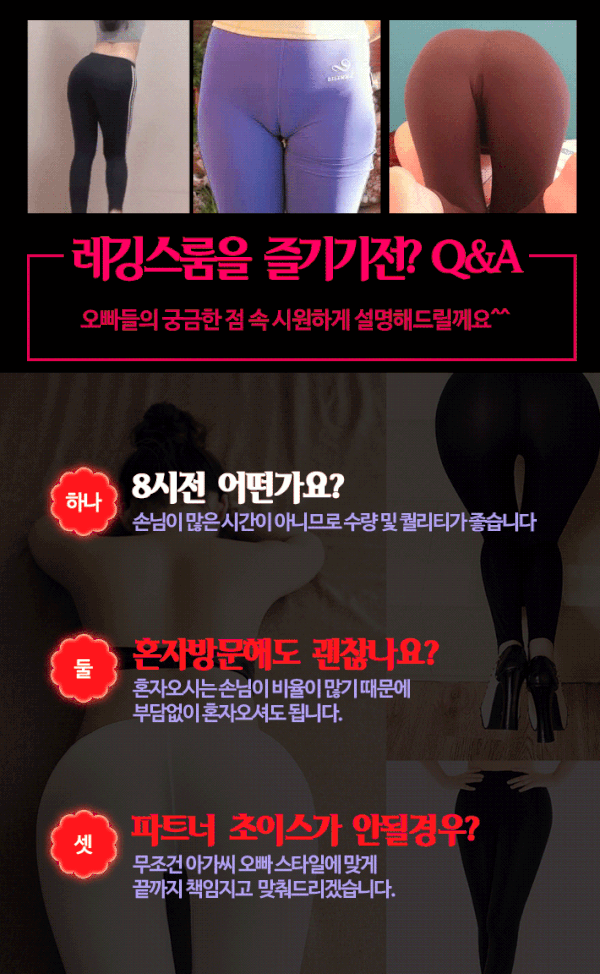 레깅스룸을 즐기기전? Q&A
오빠들의 궁금한 점 속 시원하게 설명해드릴께요^^
하나
8시전 어떤가요?
손님이 많은 시간이 아니므로 수량 및 퀄리티가 좋습니다
둘
혼자방문해도 괜찮나요?
혼자오시는 손님이 비율이 많기 때문에
부담없이 혼자오셔도 됩니다.
셋
파트너 초이스가 안될경우?
무조건 아가씨 오빠 스타일에 맞게
끝까지 책임지고 맞춰드리겠습니다.